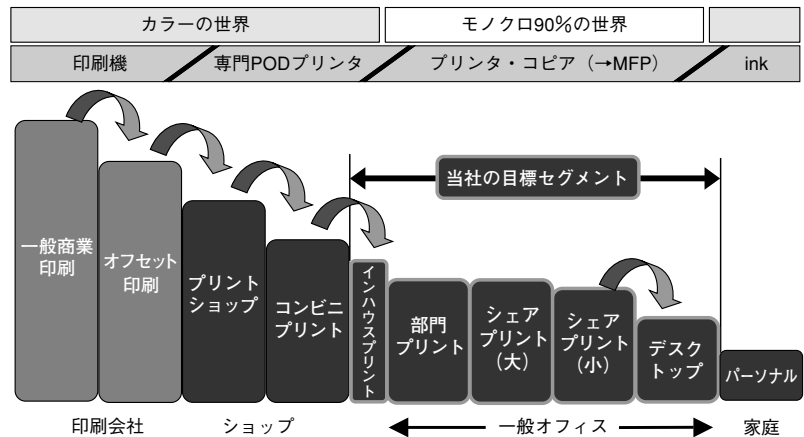 カラーの世界
モノクロ90%の世界
印刷機
専門PODプリンタ
プリンタ・コピア（→MFP）
ink
当社の目標セグメント
一般商業
印刷
オフセット
印刷
プリント
ショップ
コンビニ
プリント
インハウスプリント
部門
プリント
シェア
プリント
（大）
シェア
プリント
（小）
デスク
トップ
パーソナル
印刷会社
ショップ
一般オフィス
家庭